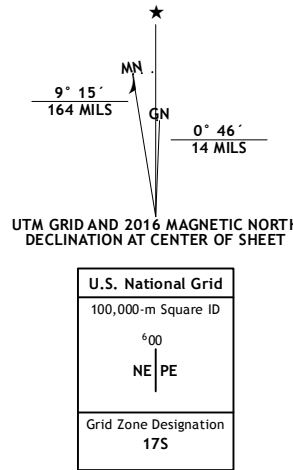 ★
MN
9° 15´
164 MILS
GN
0° 46´
14 MILS
UTM GRID AND 2016 MAGNETIC NORTH
DECLINATION AT CENTER OF SHEET
U.S. National Grid
100,000-m Square ID
⁶00
NE PE
Grid Zone Designation
17S